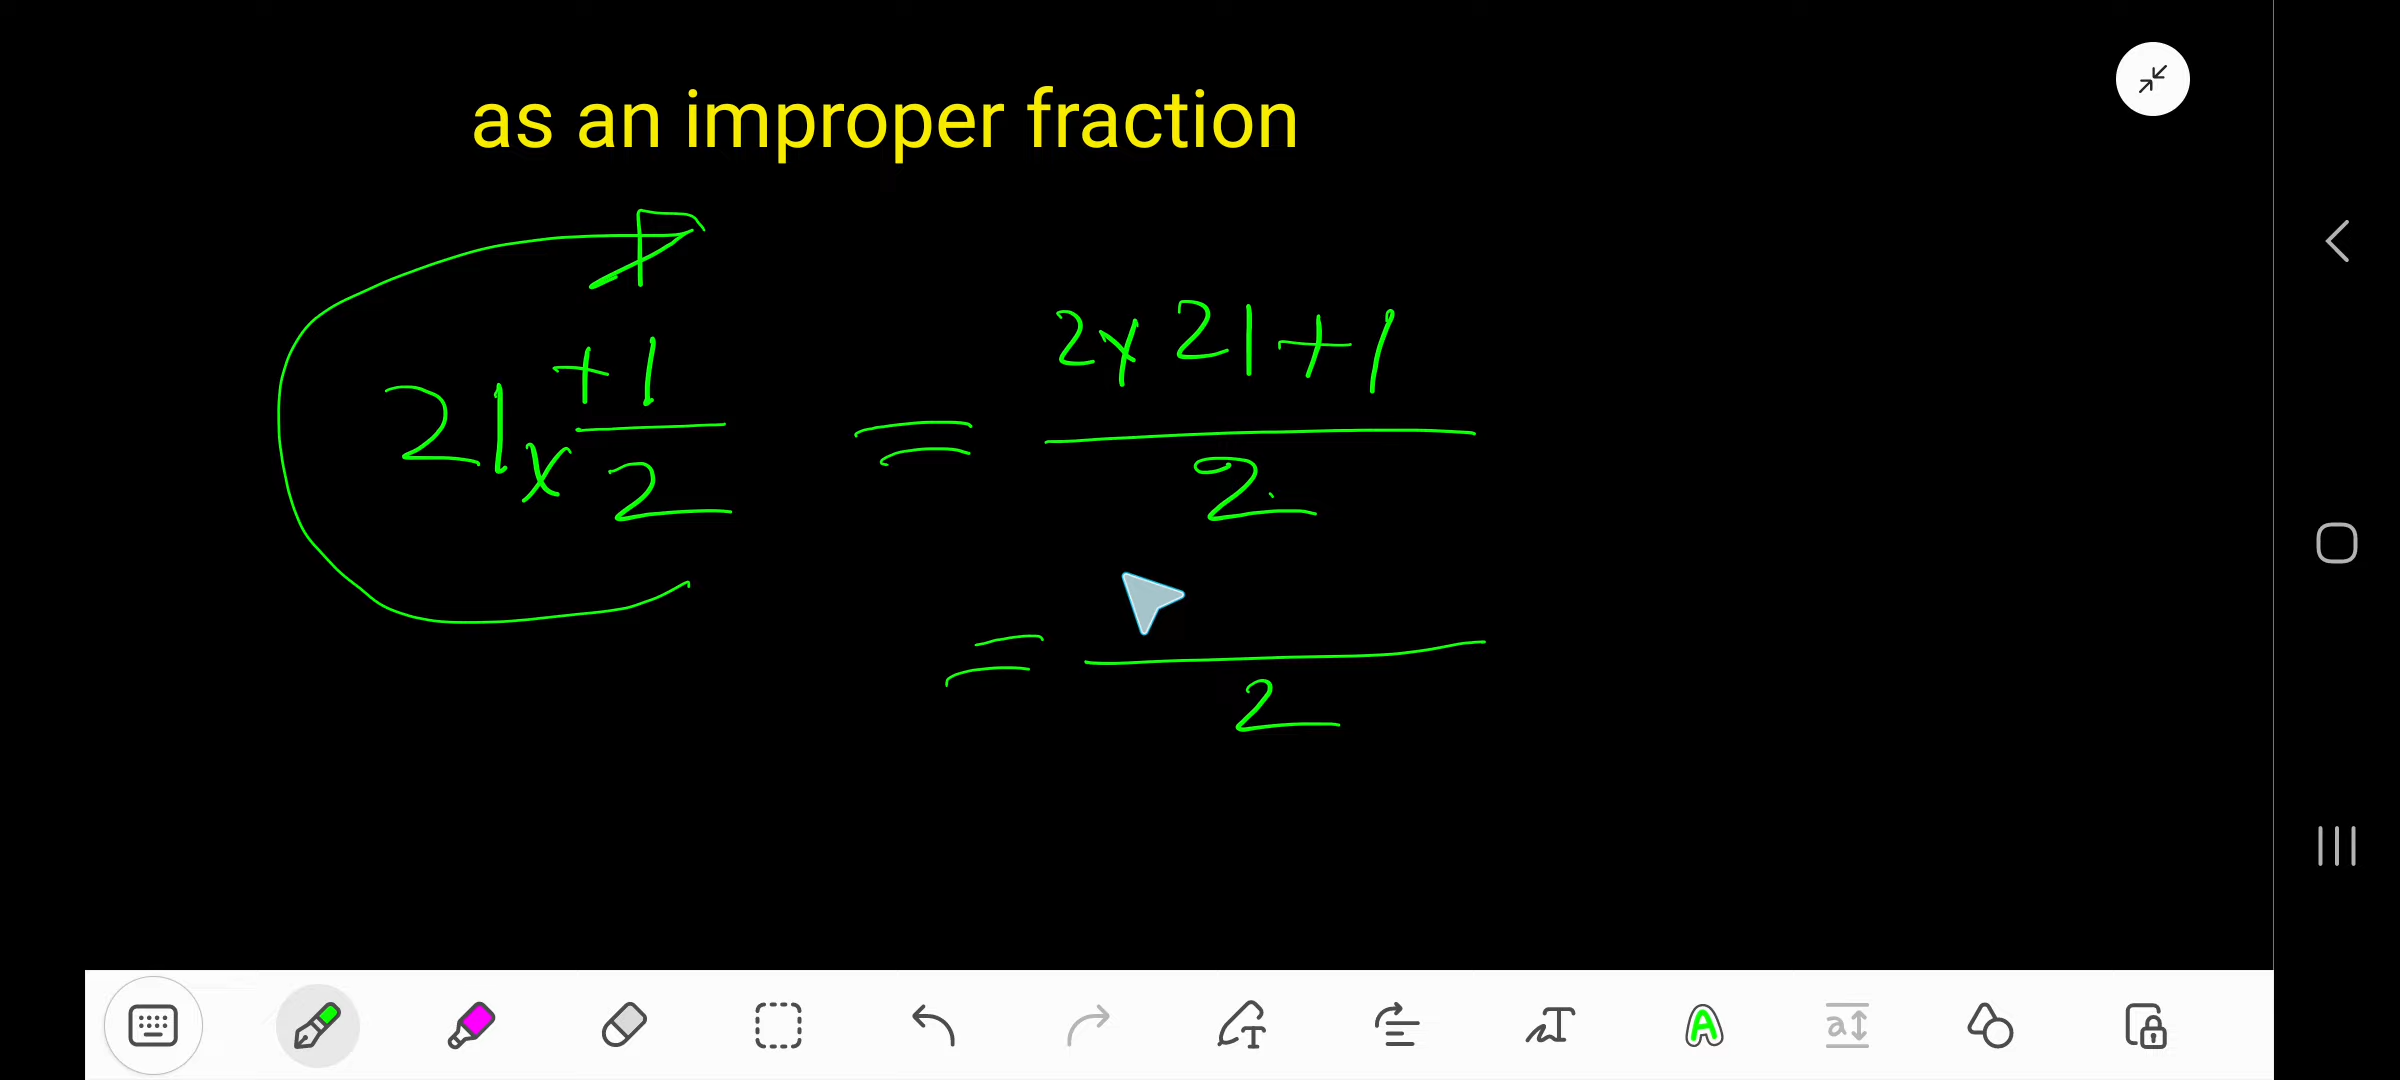 as an improper fraction
21 × +1/2 = 2×21+1/2
= /2